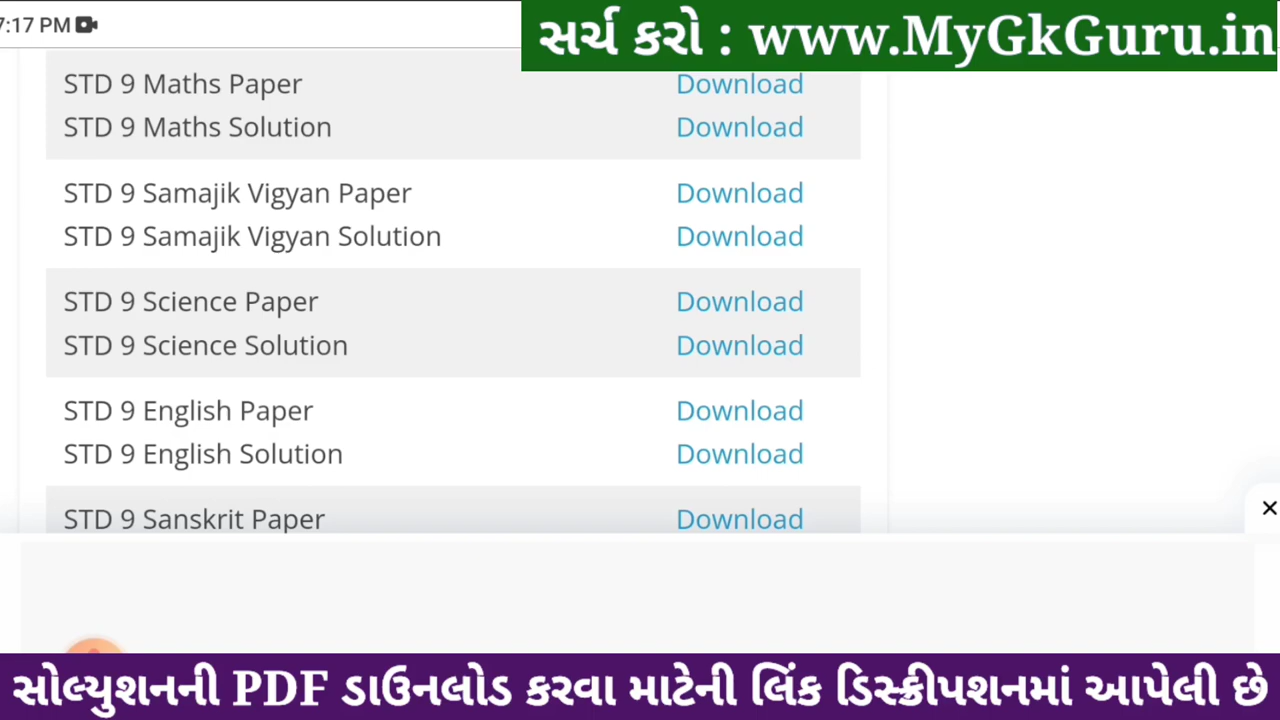 7:17 PM
સર્ચ કરો : www.MyGkGuru.in
STD 9 Maths Paper Download
STD 9 Maths Solution Download
STD 9 Samajik Vigyan Paper Download
STD 9 Samajik Vigyan Solution Download
STD 9 Science Paper Download
STD 9 Science Solution Download
STD 9 English Paper Download
STD 9 English Solution Download
STD 9 Sanskrit Paper Download
સોલ્યુશનની PDF ડાઉનલોડ કરવા માટેની લિંક ડિસ્ક્રીપશનમાં આપેલી છે